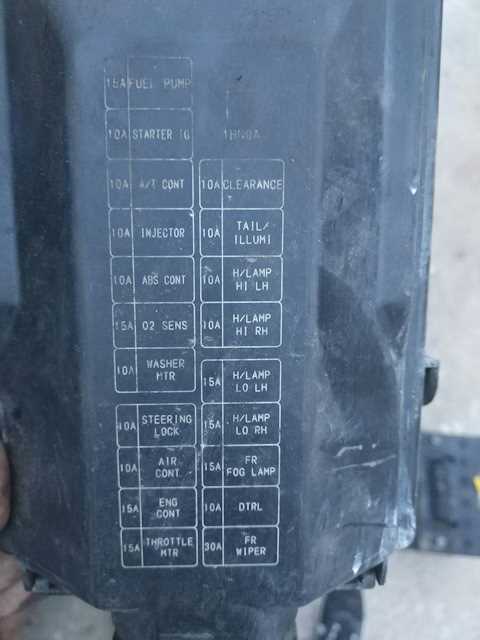 15A FUEL PUMP
10A STARTER IG
10A A/T CONT
10A INJECTOR
10A ABS CONT
15A O2 SENS
10A WASHER
MTR
40A STEERING
LOCK
10A AIR
CONT
15A ENG
CONT
15A THROTTLE
MTR
1BN0A
10A CLEARANCE
10A TAIL/
ILLUMI
10A H/LAMP
HI LH
10A H/LAMP
HI RH
15A H/LAMP
LO LH
15A H/LAMP
LO RH
15A FR
FOG LAMP
10A DTRL
30A FR
WIPER